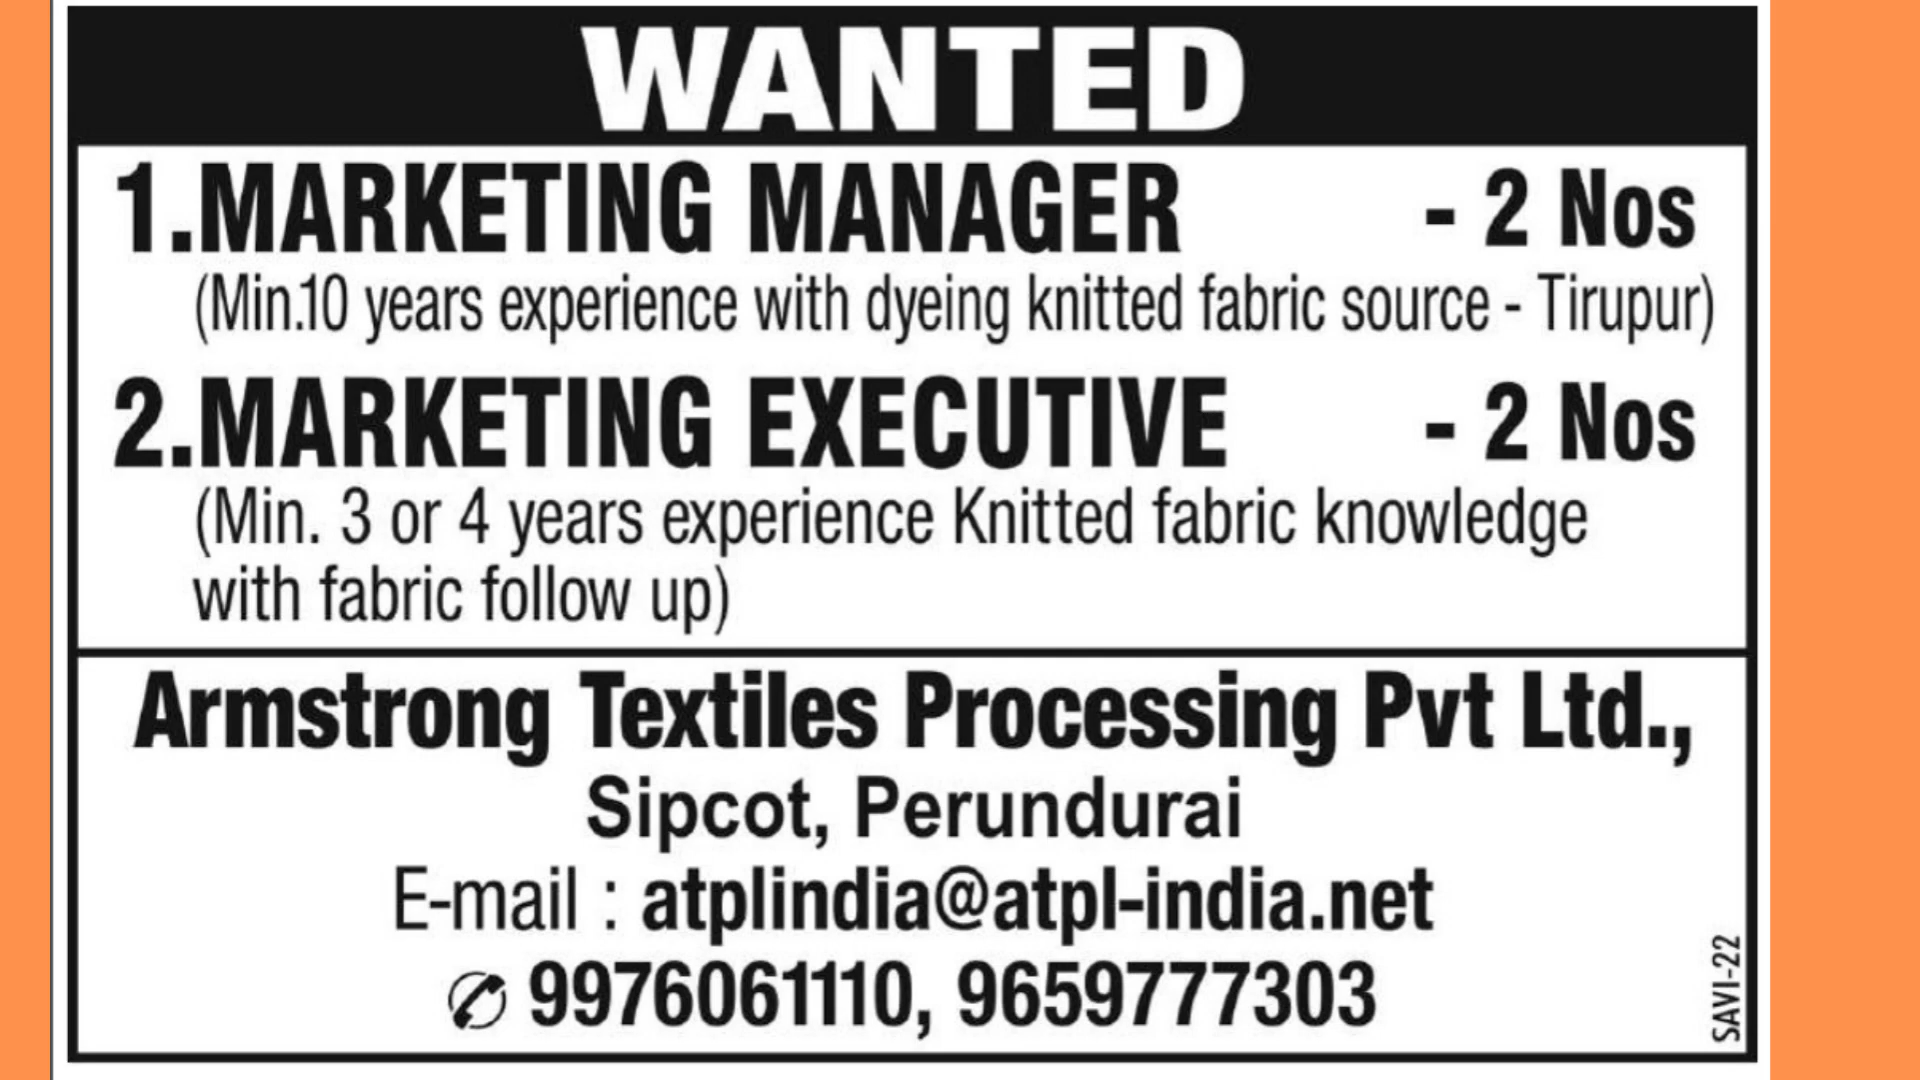 WANTED
1.MARKETING MANAGER - 2 Nos
(Min.10 years experience with dyeing knitted fabric source - Tirupur)
2.MARKETING EXECUTIVE - 2 Nos
(Min. 3 or 4 years experience Knitted fabric knowledge
with fabric follow up)
Armstrong Textiles Processing Pvt Ltd.,
Sipcot, Perundurai
E-mail : atplindia@atpl-india.net
✆ 9976061110, 9659777303
SAVI-22